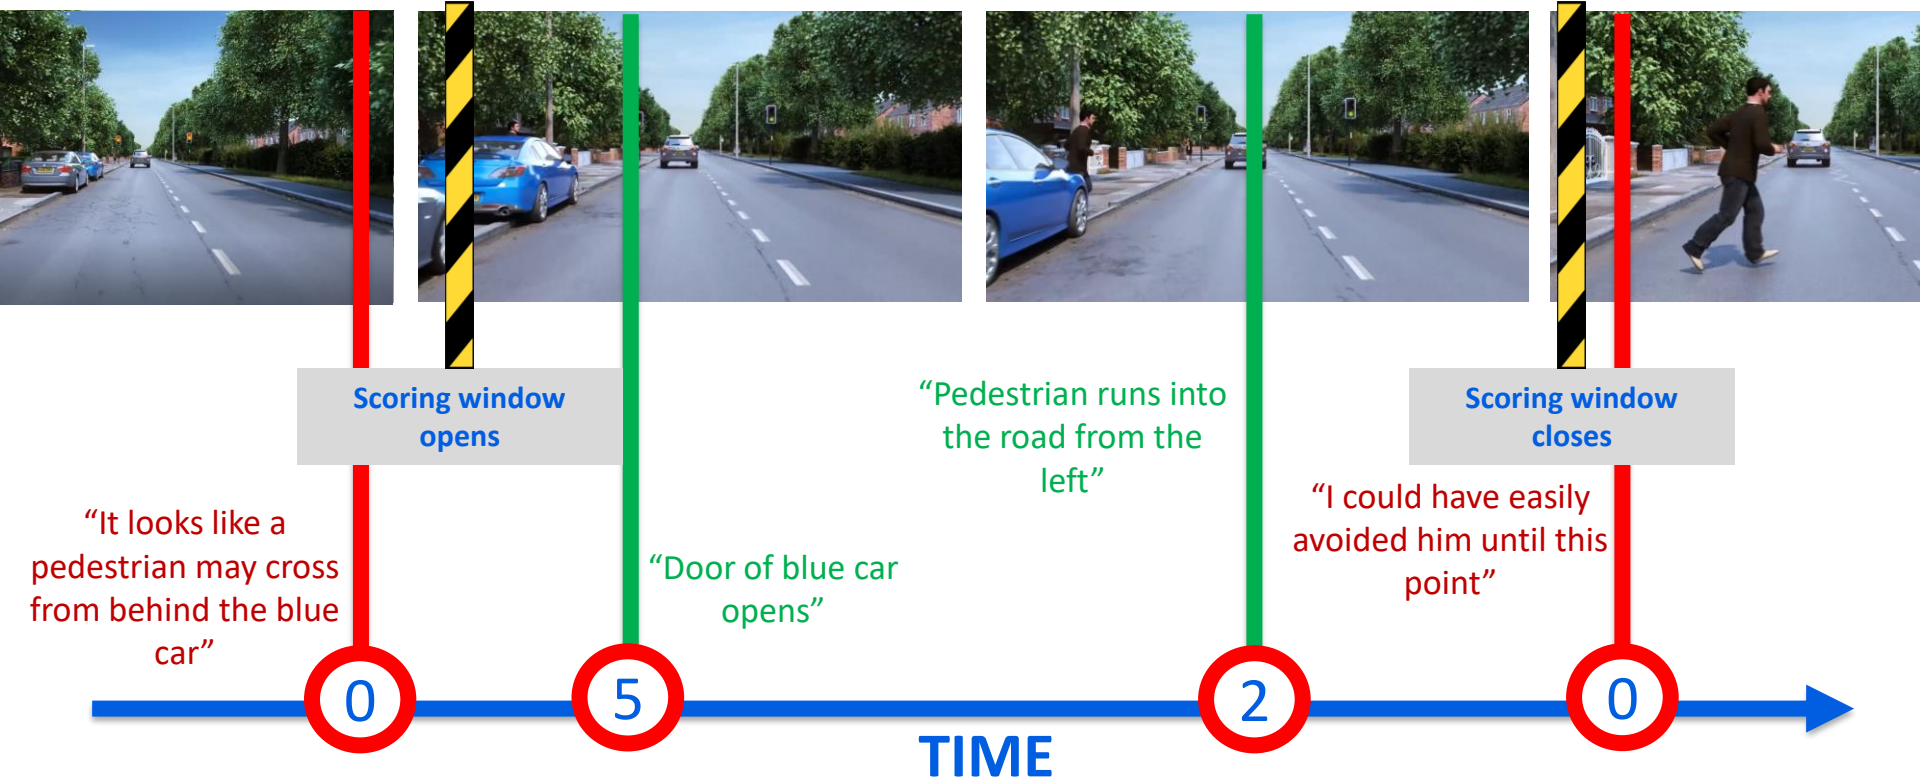 Scoring window
opens
“It looks like a
pedestrian may cross
from behind the blue
car”
“Door of blue car
opens”
“Pedestrian runs into
the road from the
left”
Scoring window
closes
“I could have easily
avoided him until this
point”
0
5
2
0
TIME